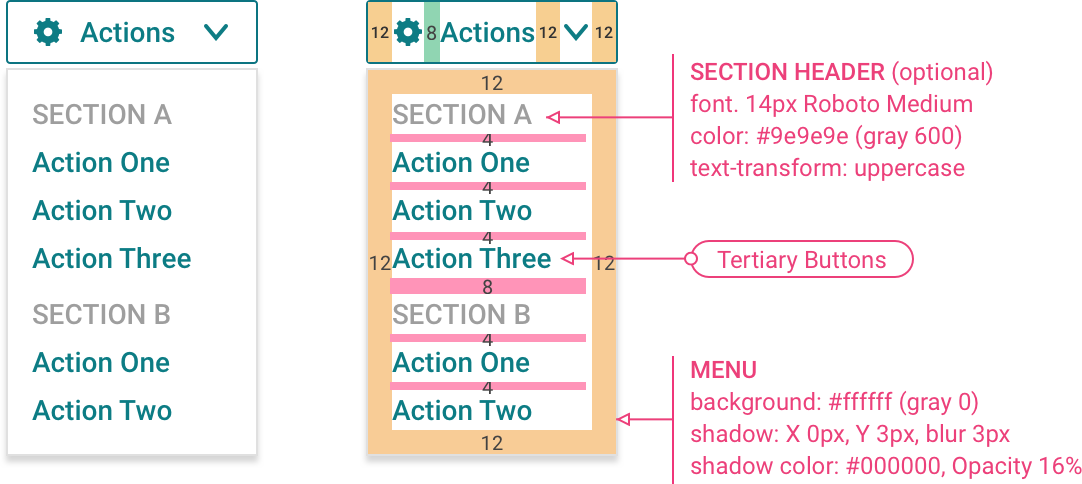 Actions
SECTION A
Action One
Action Two
Action Three
SECTION B
Action One
Action Two
12 8 Actions 12 12
12
SECTION A
4
Action One
4
Action Two
4
12 Action Three 12
8
SECTION B
4
Action One
4
Action Two
12
SECTION HEADER (optional)
font. 14px Roboto Medium
color: #9e9e9e (gray 600)
text-transform: uppercase
Tertiary Buttons
MENU
background: #ffffff (gray 0)
shadow: X 0px, Y 3px, blur 3px
shadow color: #000000, Opacity 16%